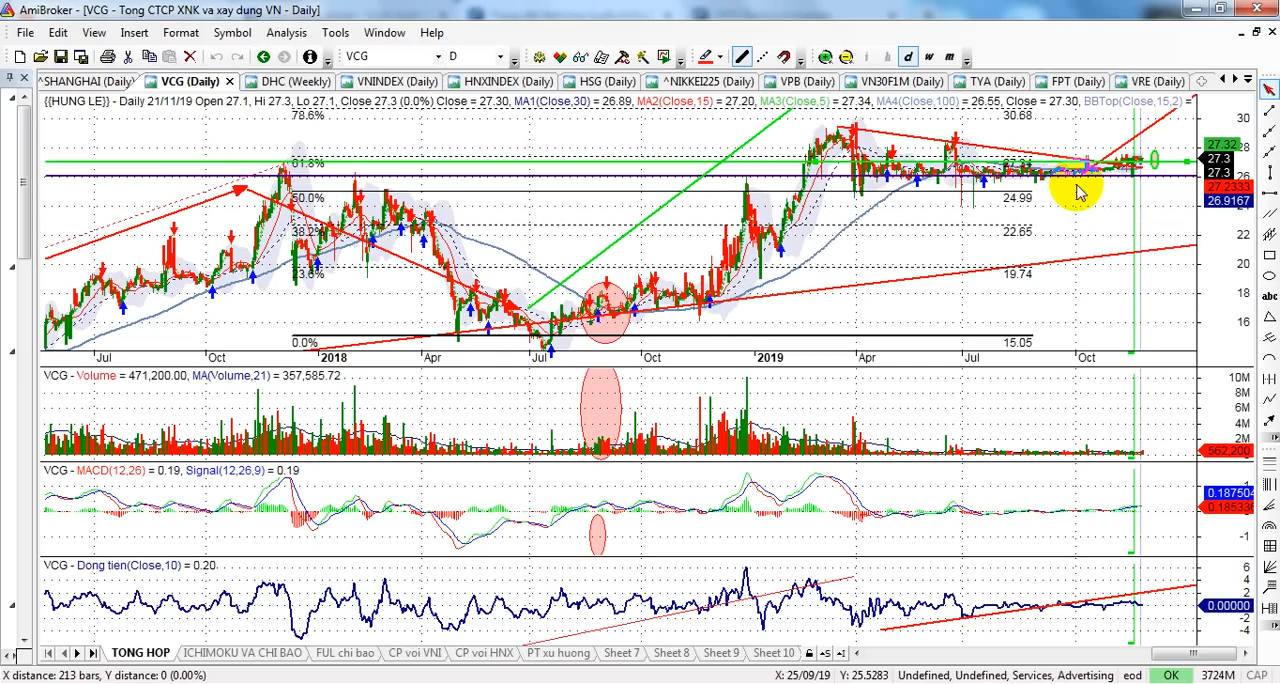 AmiBroker - [VCG - Tong CTCP XNK va xay dung VN - Daily]
File Edit View Insert Format Symbol Analysis Tools Window Help
VCG D i h d w m
^SHANGHAI (Daily) VCG (Daily) DHC (Weekly) VNINDEX (Daily) HNXINDEX (Daily) HSG (Daily) ^NIKKEI225 (Daily) VPB (Daily) VN30F1M (Daily) TYA (Daily) FPT (Daily) VRE (Daily)
{{HUNG LE}} - Daily 21/11/19 Open 27.1, Hi 27.3, Lo 27.1, Close 27.3 (0.0%) Close = 27.30, MA1(Close,30) = 26.89, MA2(Close,15) = 27.20, MA3(Close,5) = 27.34, MA4(Close,100) = 26.55, Close = 27.30, BBTop(Close,15,2) =
78.6% 30.68 30
28
27.32
61.8% 27.3
27.3
26
27.2333
50.0% 24.99
26.9167
38.2% 22.65 22
23.6% 19.74 20
18
16
0.0% 15.05
Jul Oct 2018 Apr Jul Oct 2019 Apr Jul Oct
VCG - Volume = 471,200.00, MA(Volume,21) = 357,585.72
10M
8M
6M
4M
2M
562,200
VCG - MACD(12,26) = 0.19, Signal(12,26,9) = 0.19
1
0.187504
0.185336
-1
VCG - Dong tien(Close,10) = 0.20
6
4
2
0.00000
-2
-4
TONG HOP ICHIMOKU VA CHI BAO FUL chi bao CP voi VNI CP voi HNX PT xu huong Sheet 7 Sheet 8 Sheet 9 Sheet 10
X distance: 213 bars, Y distance: 0 (0.00%) X: 25/09/19 Y: 25.5283 Undefined, Undefined, Services, Advertising eod OK 3724M CAP